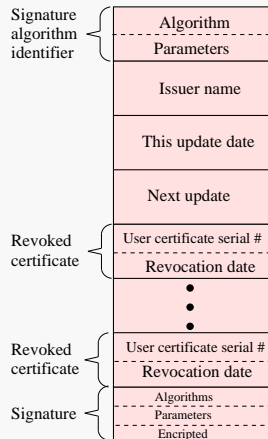 Signature
algorithm
identifier
Algorithm
Parameters
Issuer name
This update date
Next update
Revoked
certificate
User certificate serial #
Revocation date
Revoked
certificate
User certificate serial #
Revocation date
Signature
Algorithms
Parameters
Encripted